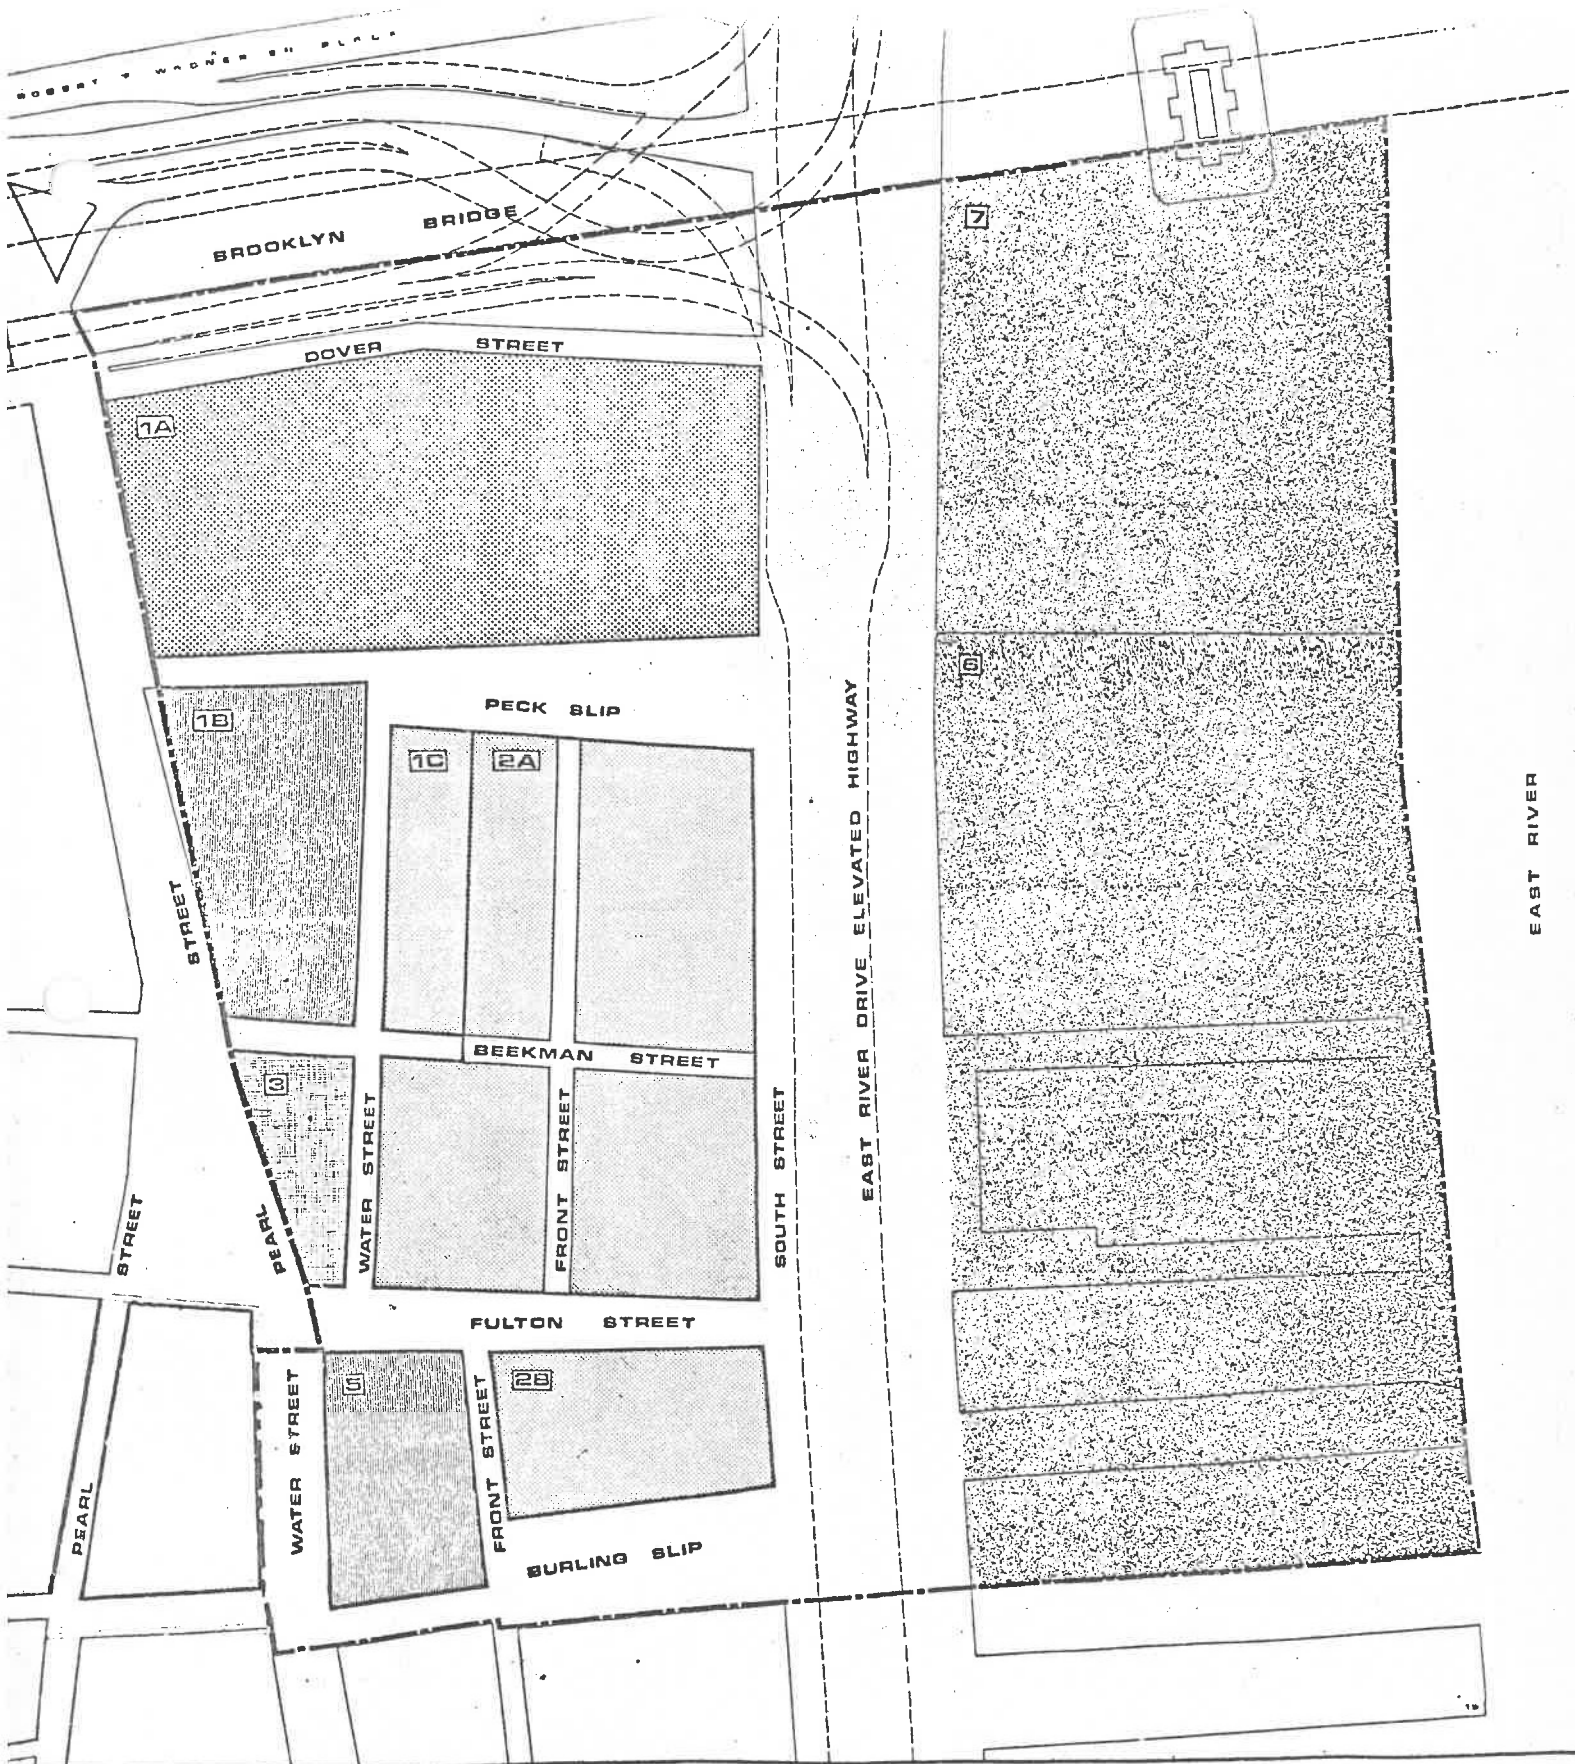 ROBERT F WAGNER SR PLACE
BROOKLYN BRIDGE
7
DOVER STREET
1A
6
PECK SLIP
1B
1C
2A
EAST RIVER DRIVE ELEVATED HIGHWAY
EAST RIVER
STREET
PEARL
BEEKMAN STREET
3
WATER STREET
FRONT STREET
SOUTH STREET
STREET
PEARL
FULTON STREET
5
2B
WATER STREET
FRONT STREET
BURLING SLIP